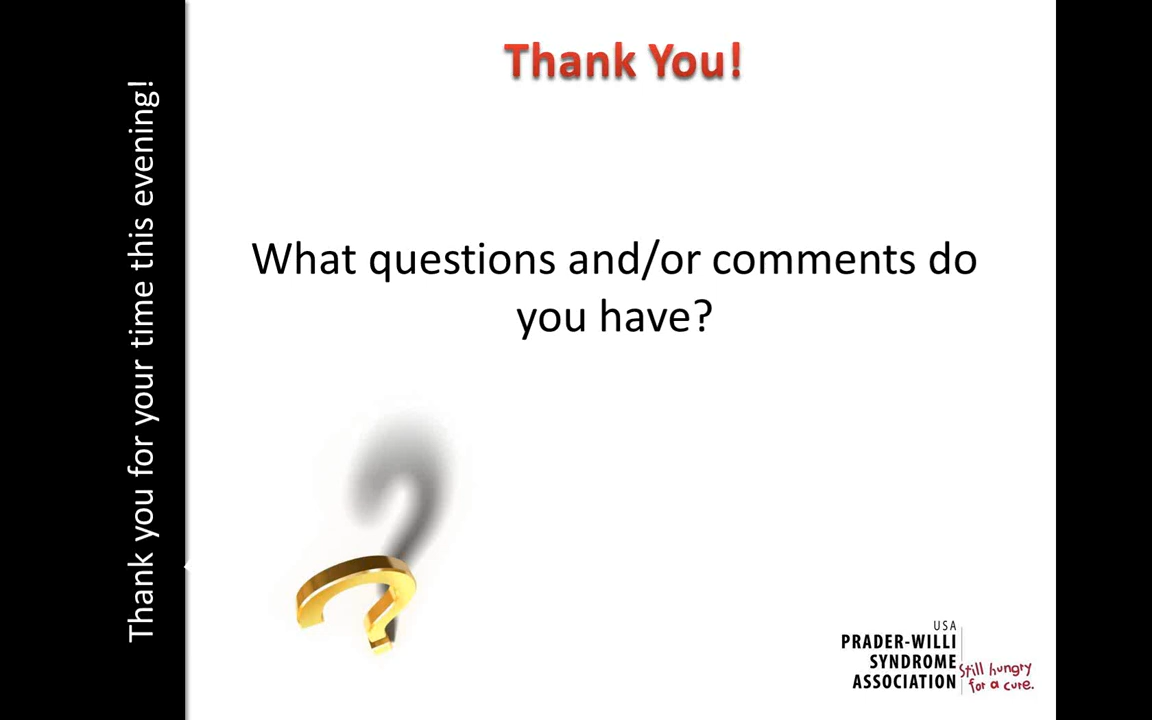 Thank You!
Thank you for your time this evening!
What questions and/or comments do
you have?
USA
PRADER-WILLI
SYNDROME
ASSOCIATION
Still hungry
for a cure.